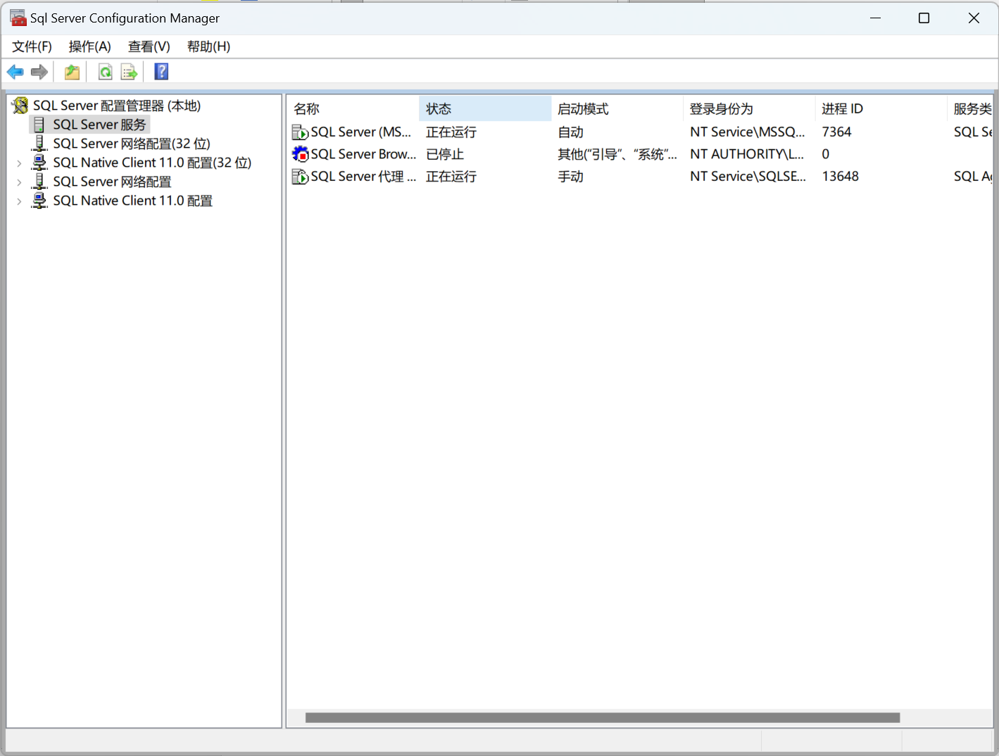 Sql Server Configuration Manager
文件(F) 操作(A) 查看(V) 帮助(H)
SQL Server 配置管理器 (本地)
SQL Server 服务
SQL Server 网络配置(32 位)
SQL Native Client 11.0 配置(32 位)
SQL Server 网络配置
SQL Native Client 11.0 配置
名称 状态 启动模式 登录身份为 进程 ID 服务类
SQL Server (MS... 正在运行 自动 NT Service\MSSQ... 7364 SQL Se
SQL Server Brow... 已停止 其他(“引导”、“系统”... NT AUTHORITY\L... 0
SQL Server 代理 ... 正在运行 手动 NT Service\SQLSE... 13648 SQL Ag